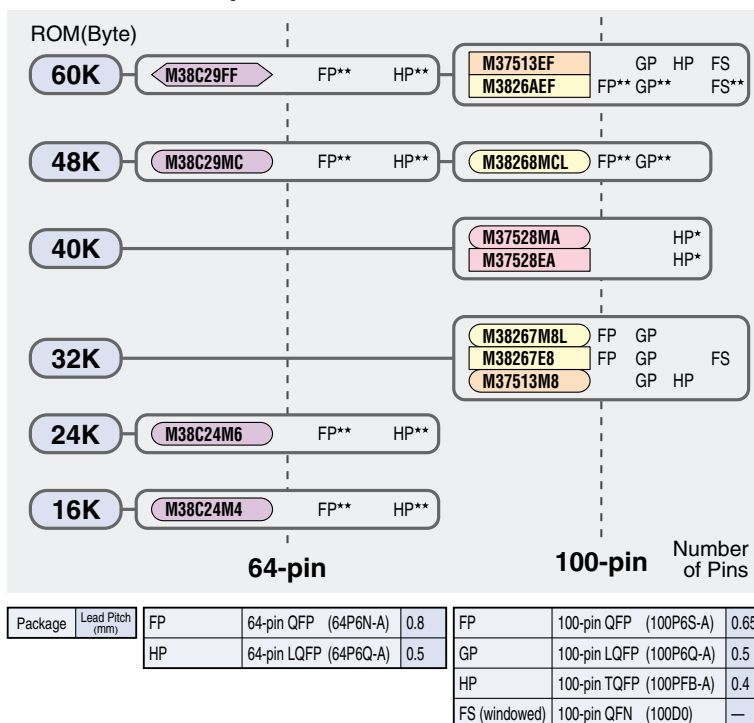 ROM(Byte)
60K M38C29FF FP★★ HP★★ M37513EF GP HP FS
M3826AEF FP★★ GP★★ FS★★
48K M38C29MC FP★★ HP★★ M38268MCL FP★★ GP★★
40K M37528MA HP★
M37528EA HP★
32K M38267M8L FP GP
M38267E8 FP GP FS
M37513M8 GP HP
24K M38C24M6 FP★★ HP★★
16K M38C24M4 FP★★ HP★★
64-pin 100-pin Number of Pins
Package Lead Pitch (mm)
FP 64-pin QFP (64P6N-A) 0.8
HP 64-pin LQFP (64P6Q-A) 0.5
FP 100-pin QFP (100P6S-A) 0.65
GP 100-pin LQFP (100P6Q-A) 0.5
HP 100-pin TQFP (100PFB-A) 0.4
FS (windowed) 100-pin QFN (100D0) —